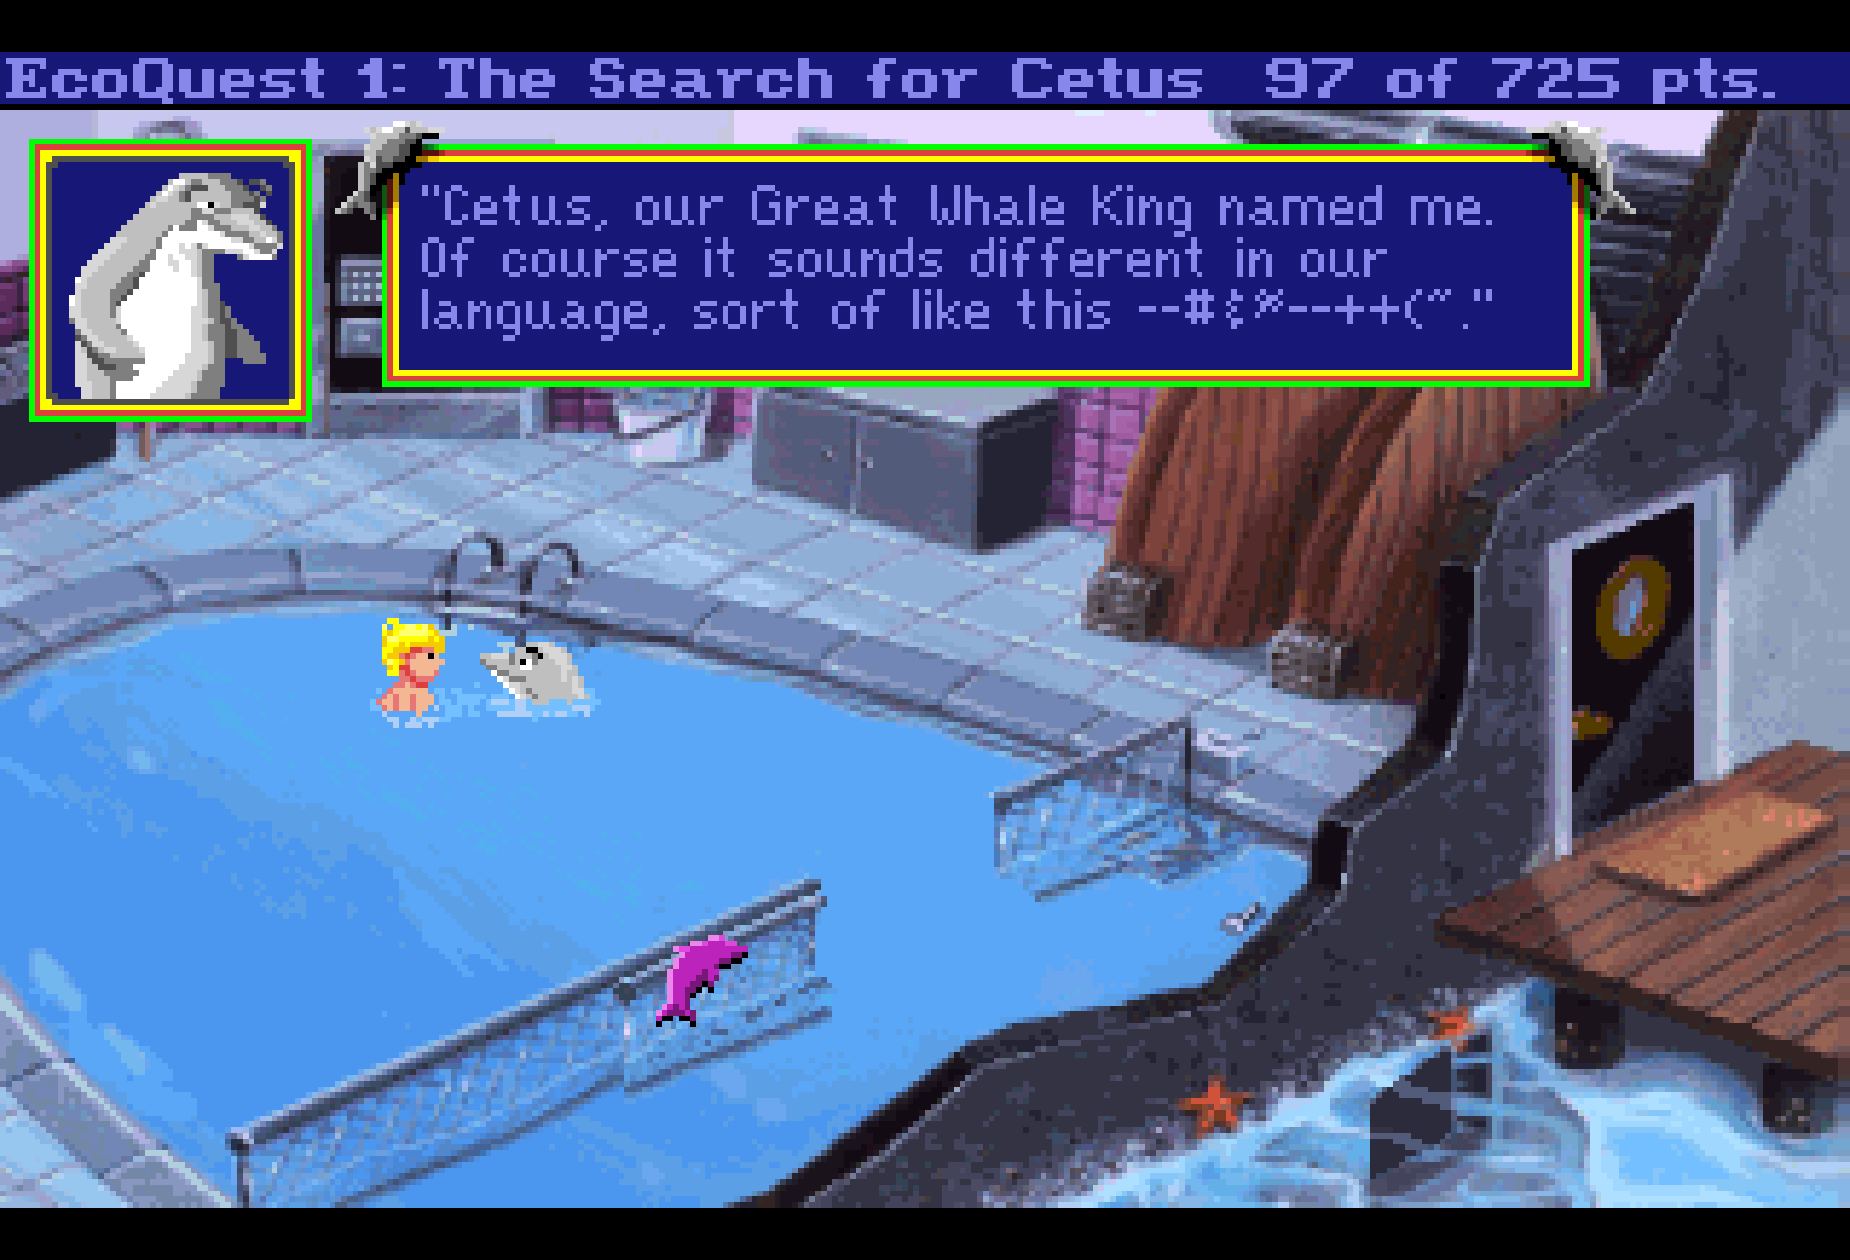 EcoQuest 1: The Search for Cetus 97 of 725 pts.
"Cetus, our Great Whale King named me.
Of course it sounds different in our
language, sort of like this --#$*--++(~."